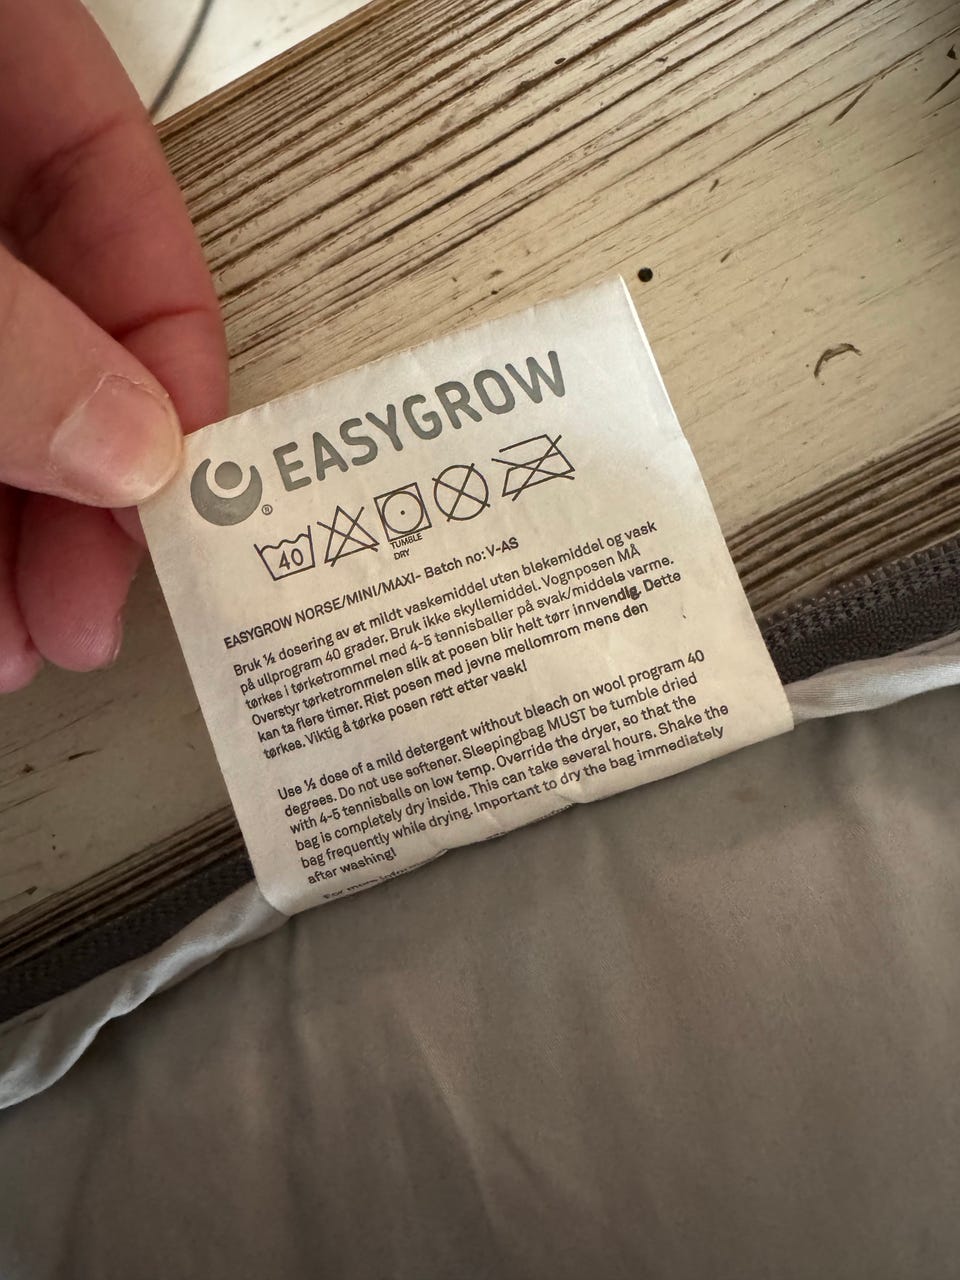 EASYGROW
®
40
TUMBLE
DRY
EASYGROW NORSE/MINI/MAXI- Batch no: V-AS
Bruk ½ dosering av et mildt vaskemiddel uten blekemiddel og vask
på ullprogram 40 grader. Bruk ikke skyllemiddel. Vognposen MÅ
tørkes i tørketrommel med 4-5 tennisballer på svak/middels varme.
Overstyr tørketrommelen slik at posen blir helt tørr innvendig. Dette
kan ta flere timer. Rist posen med jevne mellomrom mens den
tørkes. Viktig å tørke posen rett etter vask!
Use ½ dose of a mild detergent without bleach on wool program 40
degrees. Do not use softener. Sleepingbag MUST be tumble dried
with 4-5 tennisballs on low temp. Override the dryer, so that the
bag is completely dry inside. This can take several hours. Shake the
bag frequently while drying. Important to dry the bag immediately
after washing!
For more